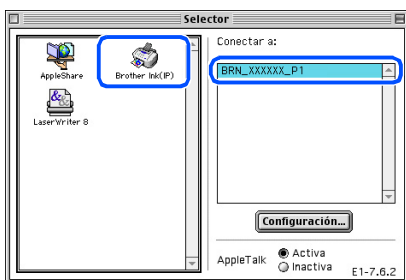 Selector
AppleShare
Brother Ink(IP)
LaserWriter 8
Conectar a:
BRN_XXXXXX_P1
Configuración...
AppleTalk
Activa
Inactiva
E1-7.6.2